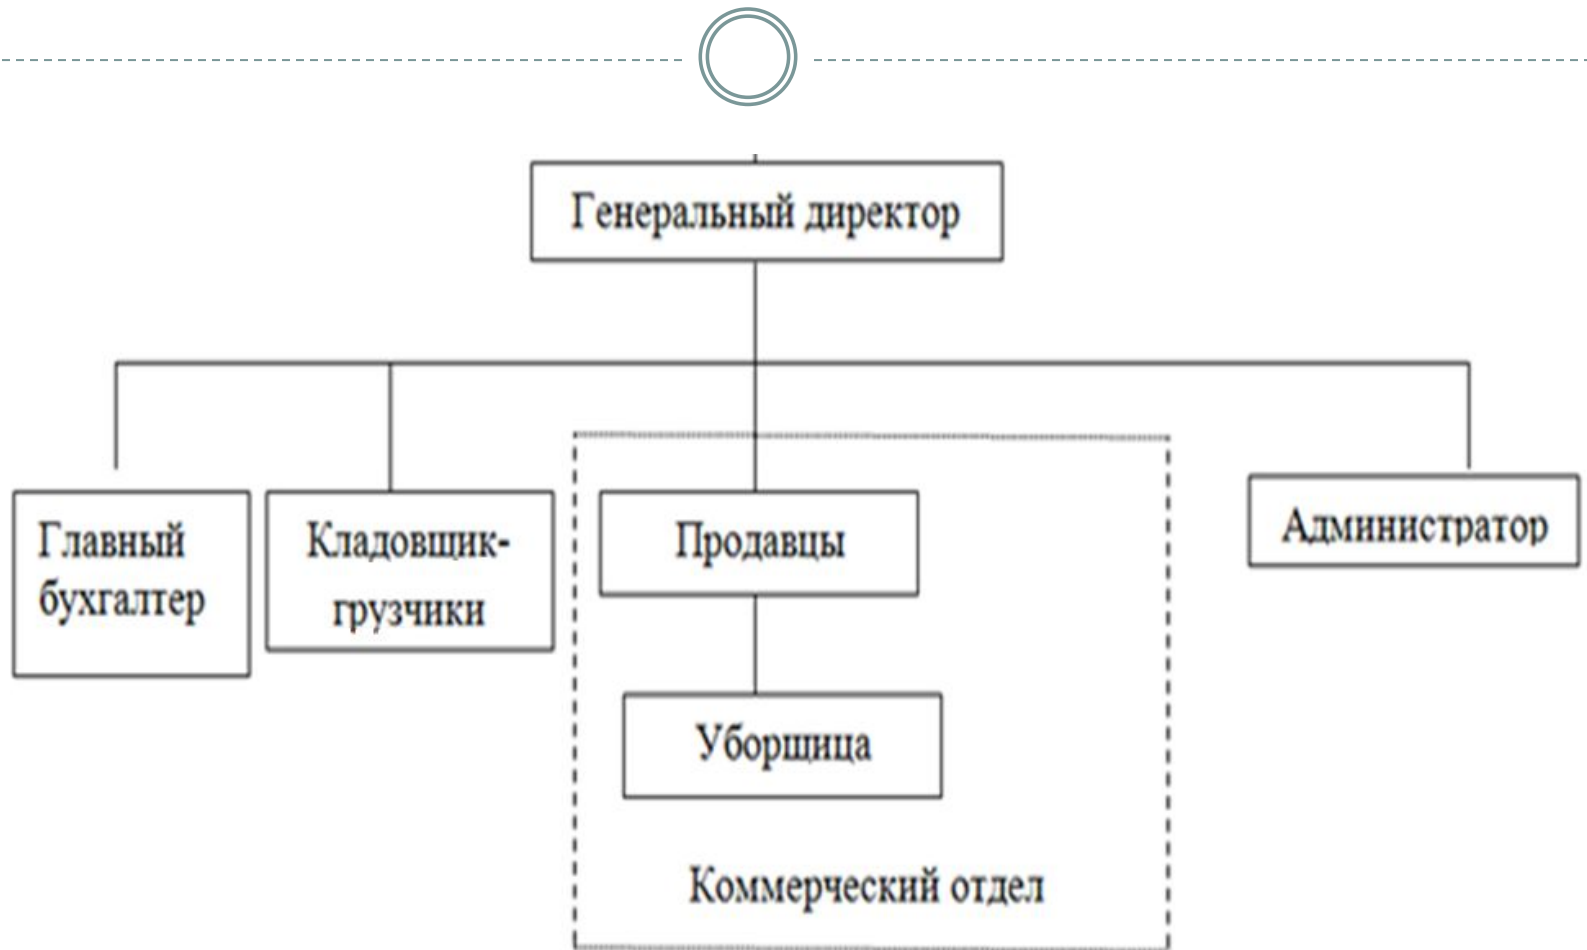 Генеральный директор
Главный
бухгалтер
Кладовщик-
грузчики
Продавцы
Администратор
Уборщица
Коммерческий отдел